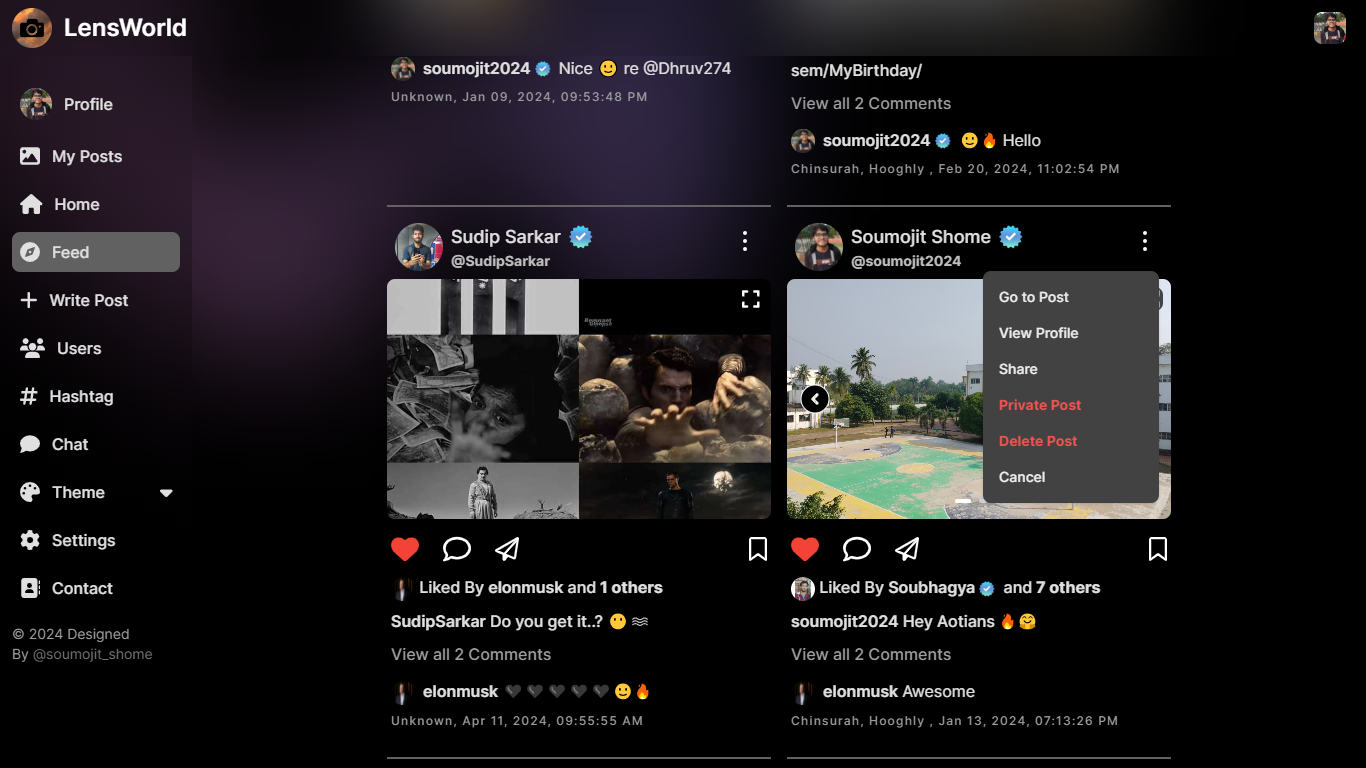 LensWorld
Profile
My Posts
Home
Feed
Write Post
Users
Hashtag
Chat
Theme
Settings
Contact
© 2024 Designed
By @soumojit_shome
soumojit2024 Nice 🙂 re @Dhruv274
Unknown, Jan 09, 2024, 09:53:48 PM
Sudip Sarkar
@SudipSarkar
Liked By elonmusk and 1 others
SudipSarkar Do you get it..? 😶‍🌫️
View all 2 Comments
elonmusk 🖤 🖤 🖤 🖤 🖤 🙂 🔥
Unknown, Apr 11, 2024, 09:55:55 AM
sem/MyBirthday/
View all 2 Comments
soumojit2024 🙂 🔥 Hello
Chinsurah, Hooghly , Feb 20, 2024, 11:02:54 PM
Soumojit Shome
@soumojit2024
Go to Post
View Profile
Share
Private Post
Delete Post
Cancel
Liked By Soubhagya and 7 others
soumojit2024 Hey Aotians 🔥 🤗
View all 2 Comments
elonmusk Awesome
Chinsurah, Hooghly , Jan 13, 2024, 07:13:26 PM